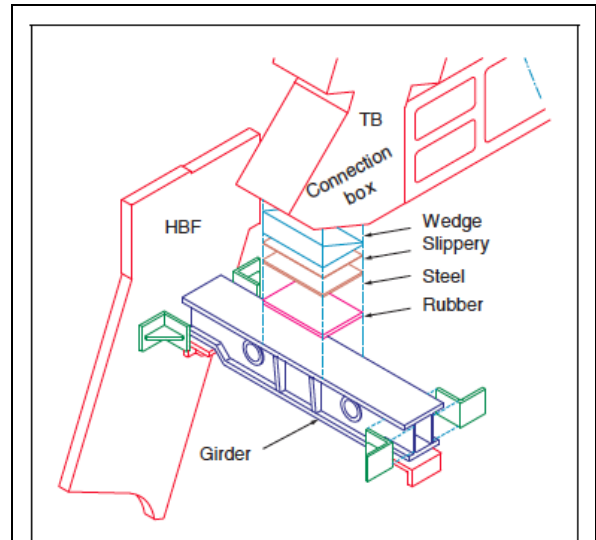 TB
Connection
box
HBF
Wedge
Slippery
Steel
Rubber
Girder